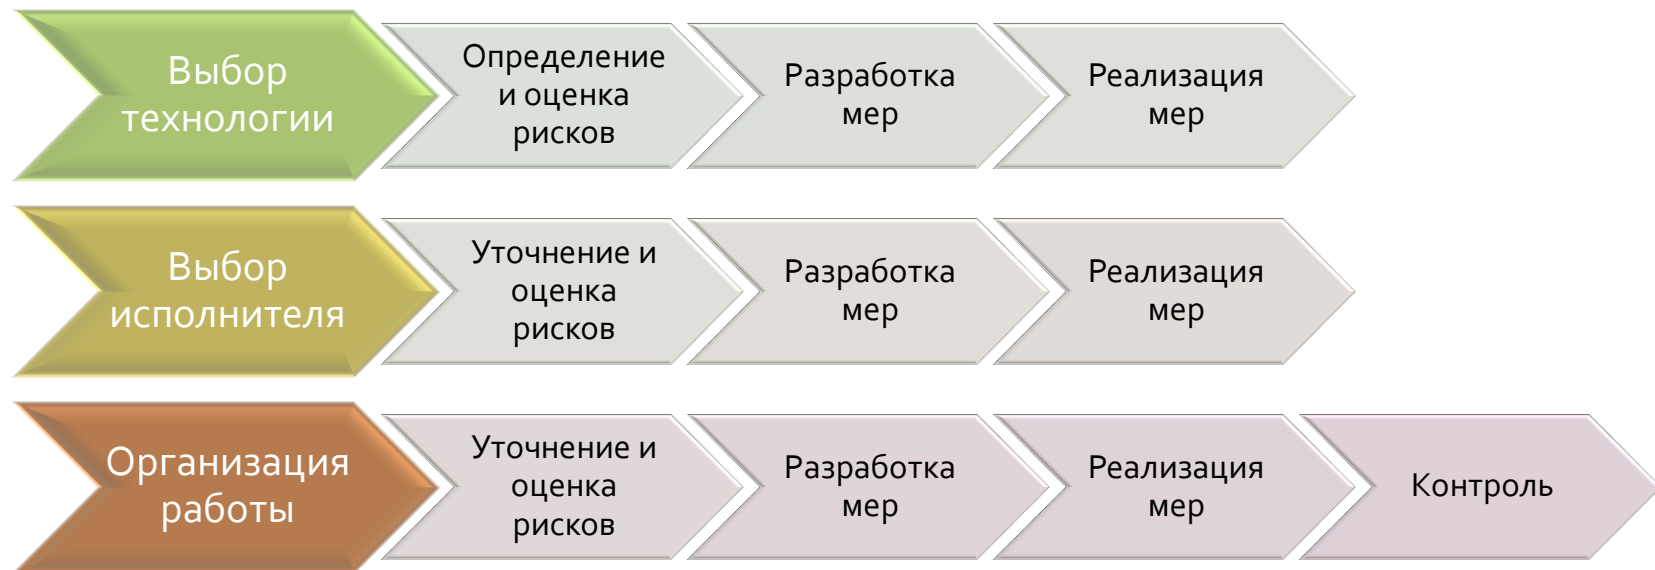 Выбор
технологии
Определение
и оценка
рисков
Разработка
мер
Реализация
мер
Выбор
исполнителя
Уточнение и
оценка
рисков
Разработка
мер
Реализация
мер
Организация
работы
Уточнение и
оценка
рисков
Разработка
мер
Реализация
мер
Контроль